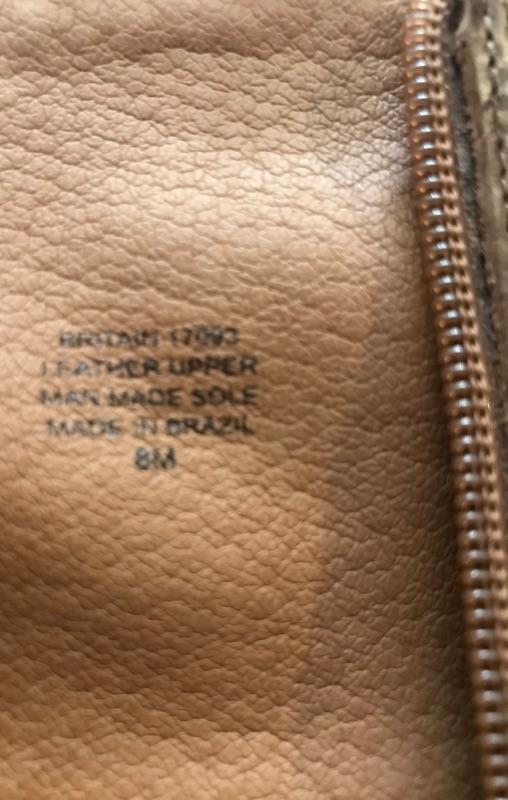 BRITAIN 17093
LEATHER UPPER
MAN MADE SOLE
MADE IN BRAZIL
8M